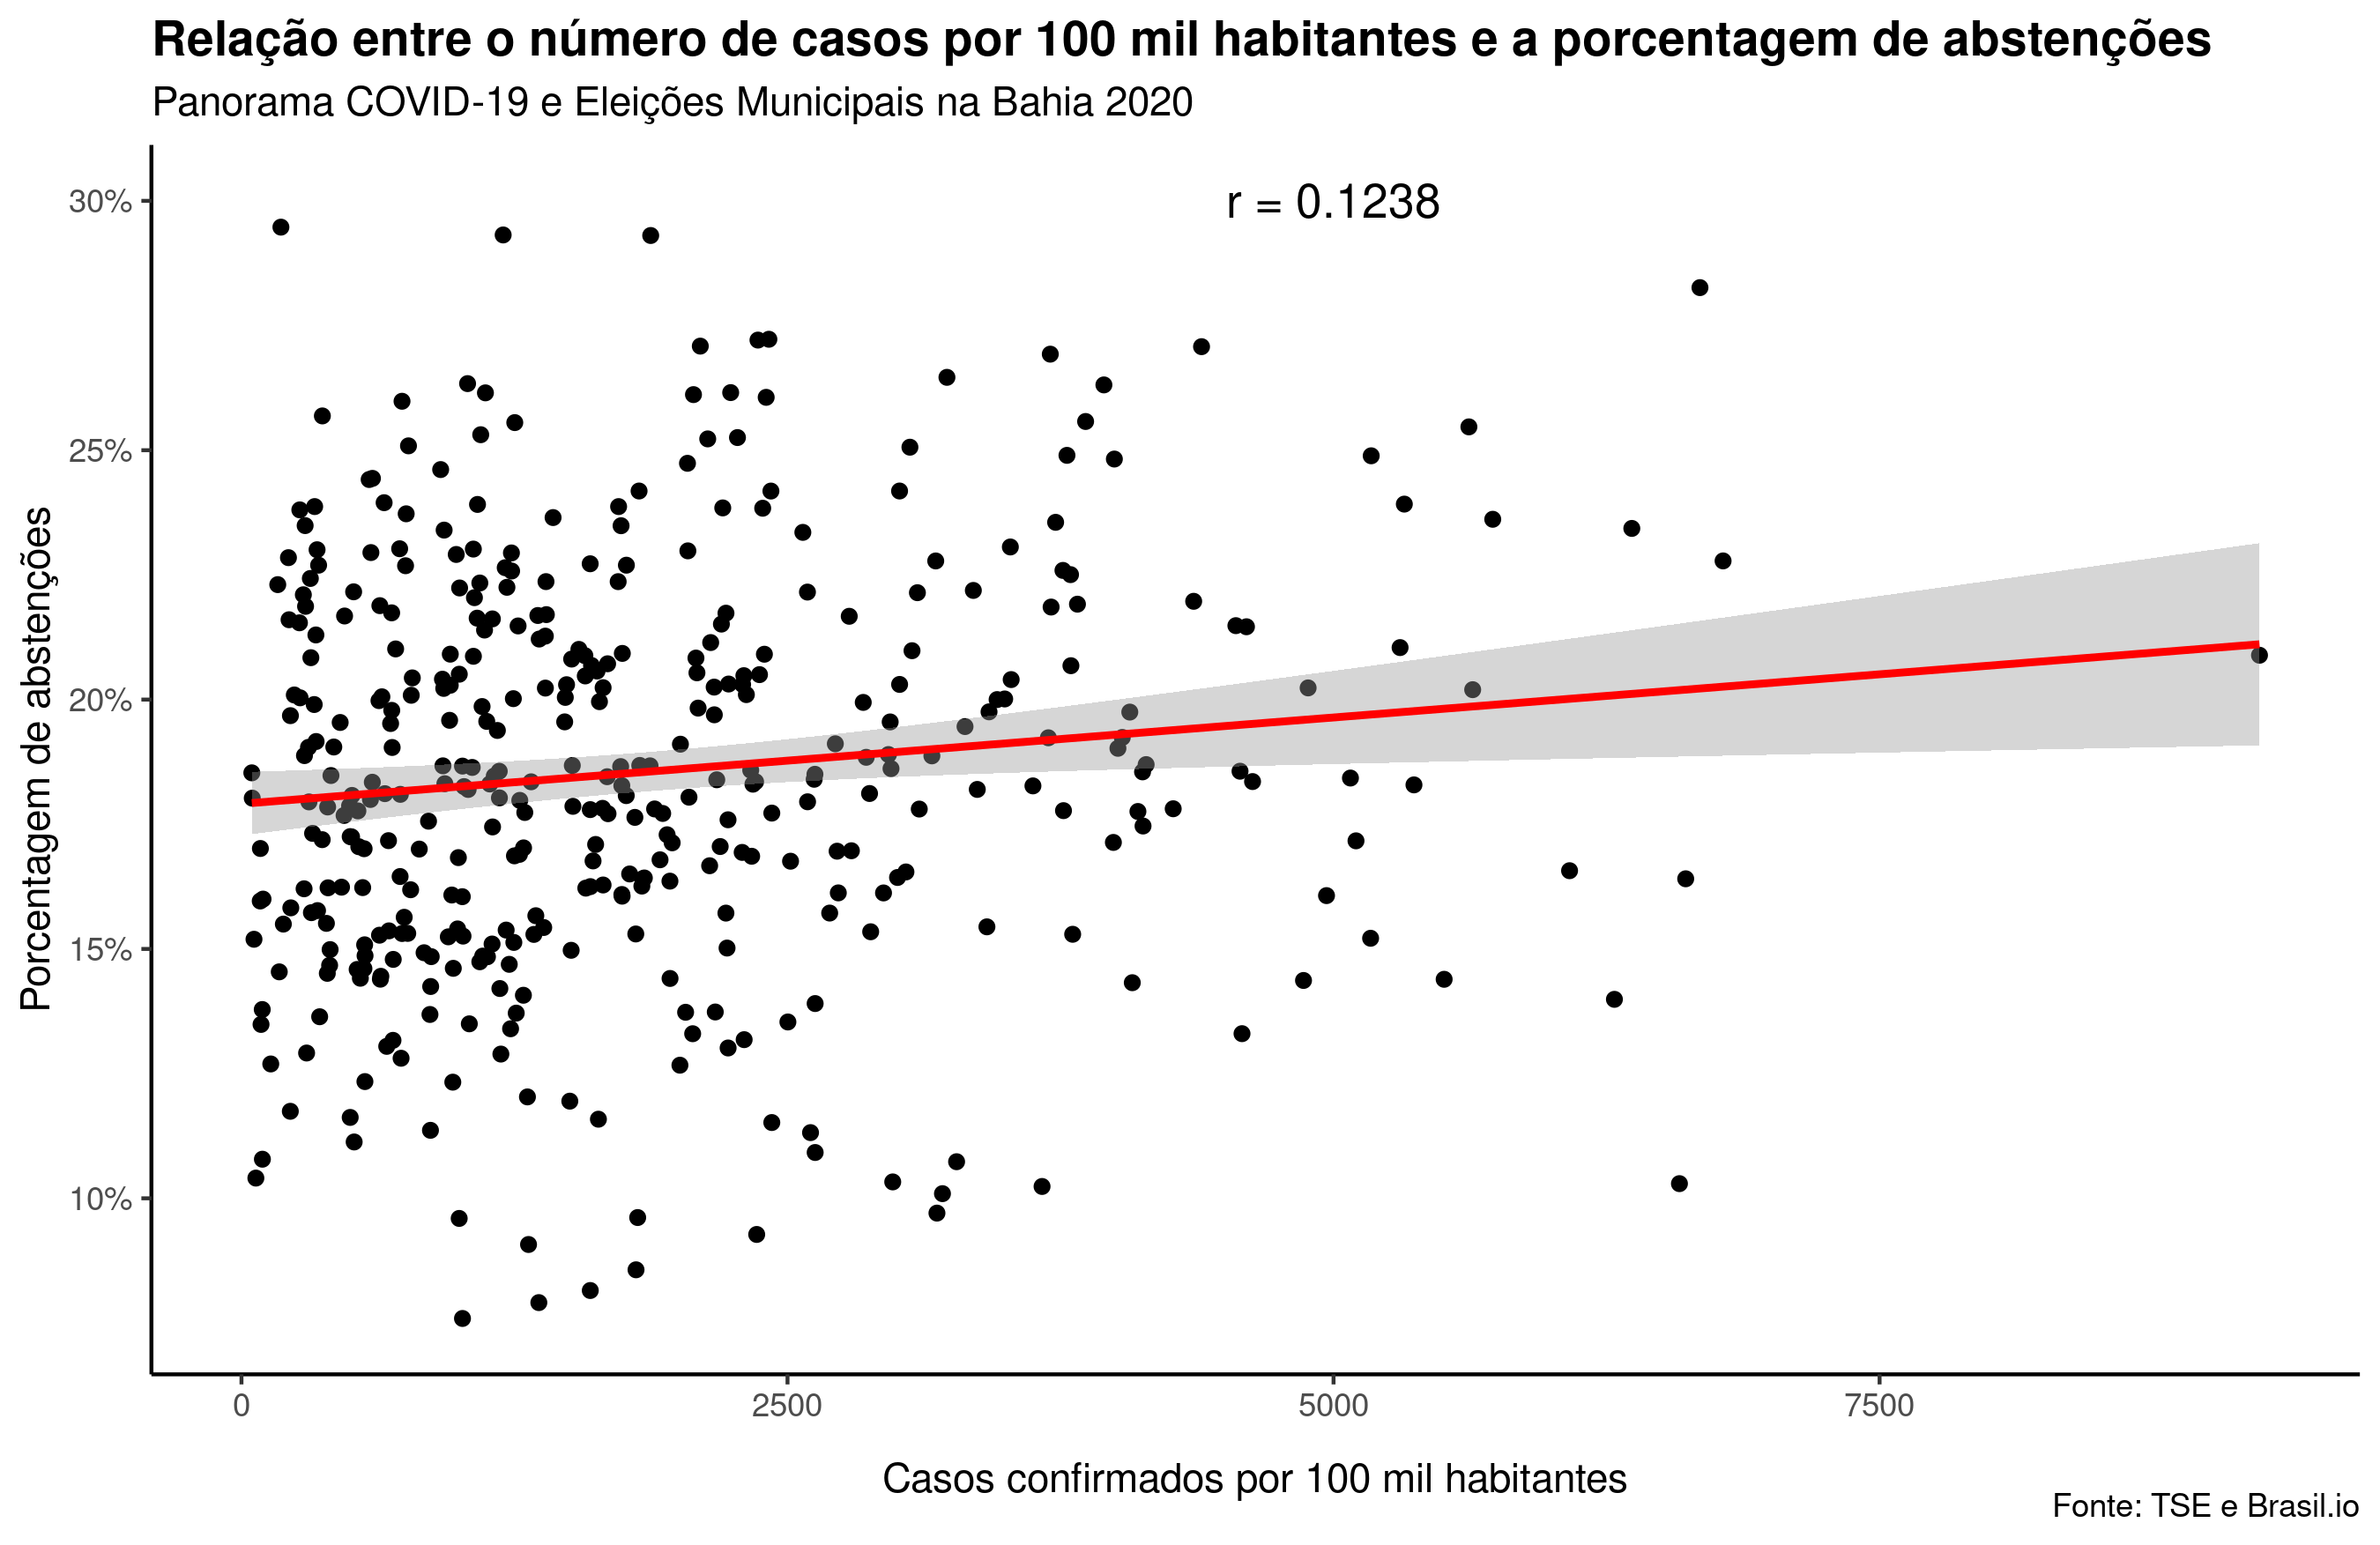 Relação entre o número de casos por 100 mil habitantes e a porcentagem de abstenções
Panorama COVID-19 e Eleições Municipais na Bahia 2020
r = 0.1238
Porcentagem de abstenções
30%
25%
20%
15%
10%
0
2500
5000
7500
Casos confirmados por 100 mil habitantes
Fonte: TSE e Brasil.io